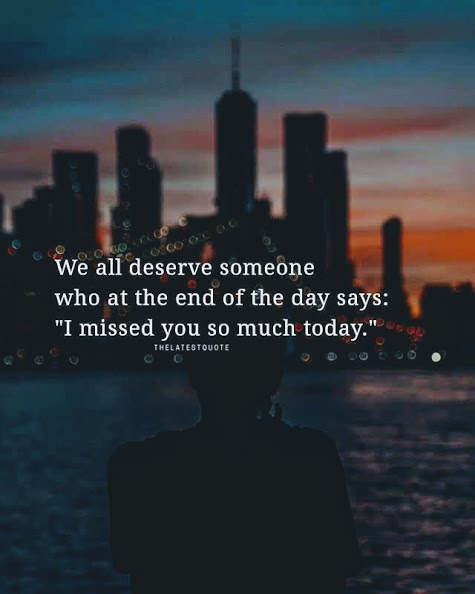 We all deserve someone
who at the end of the day says:
"I missed you so much today."
THELATESTQUOTE